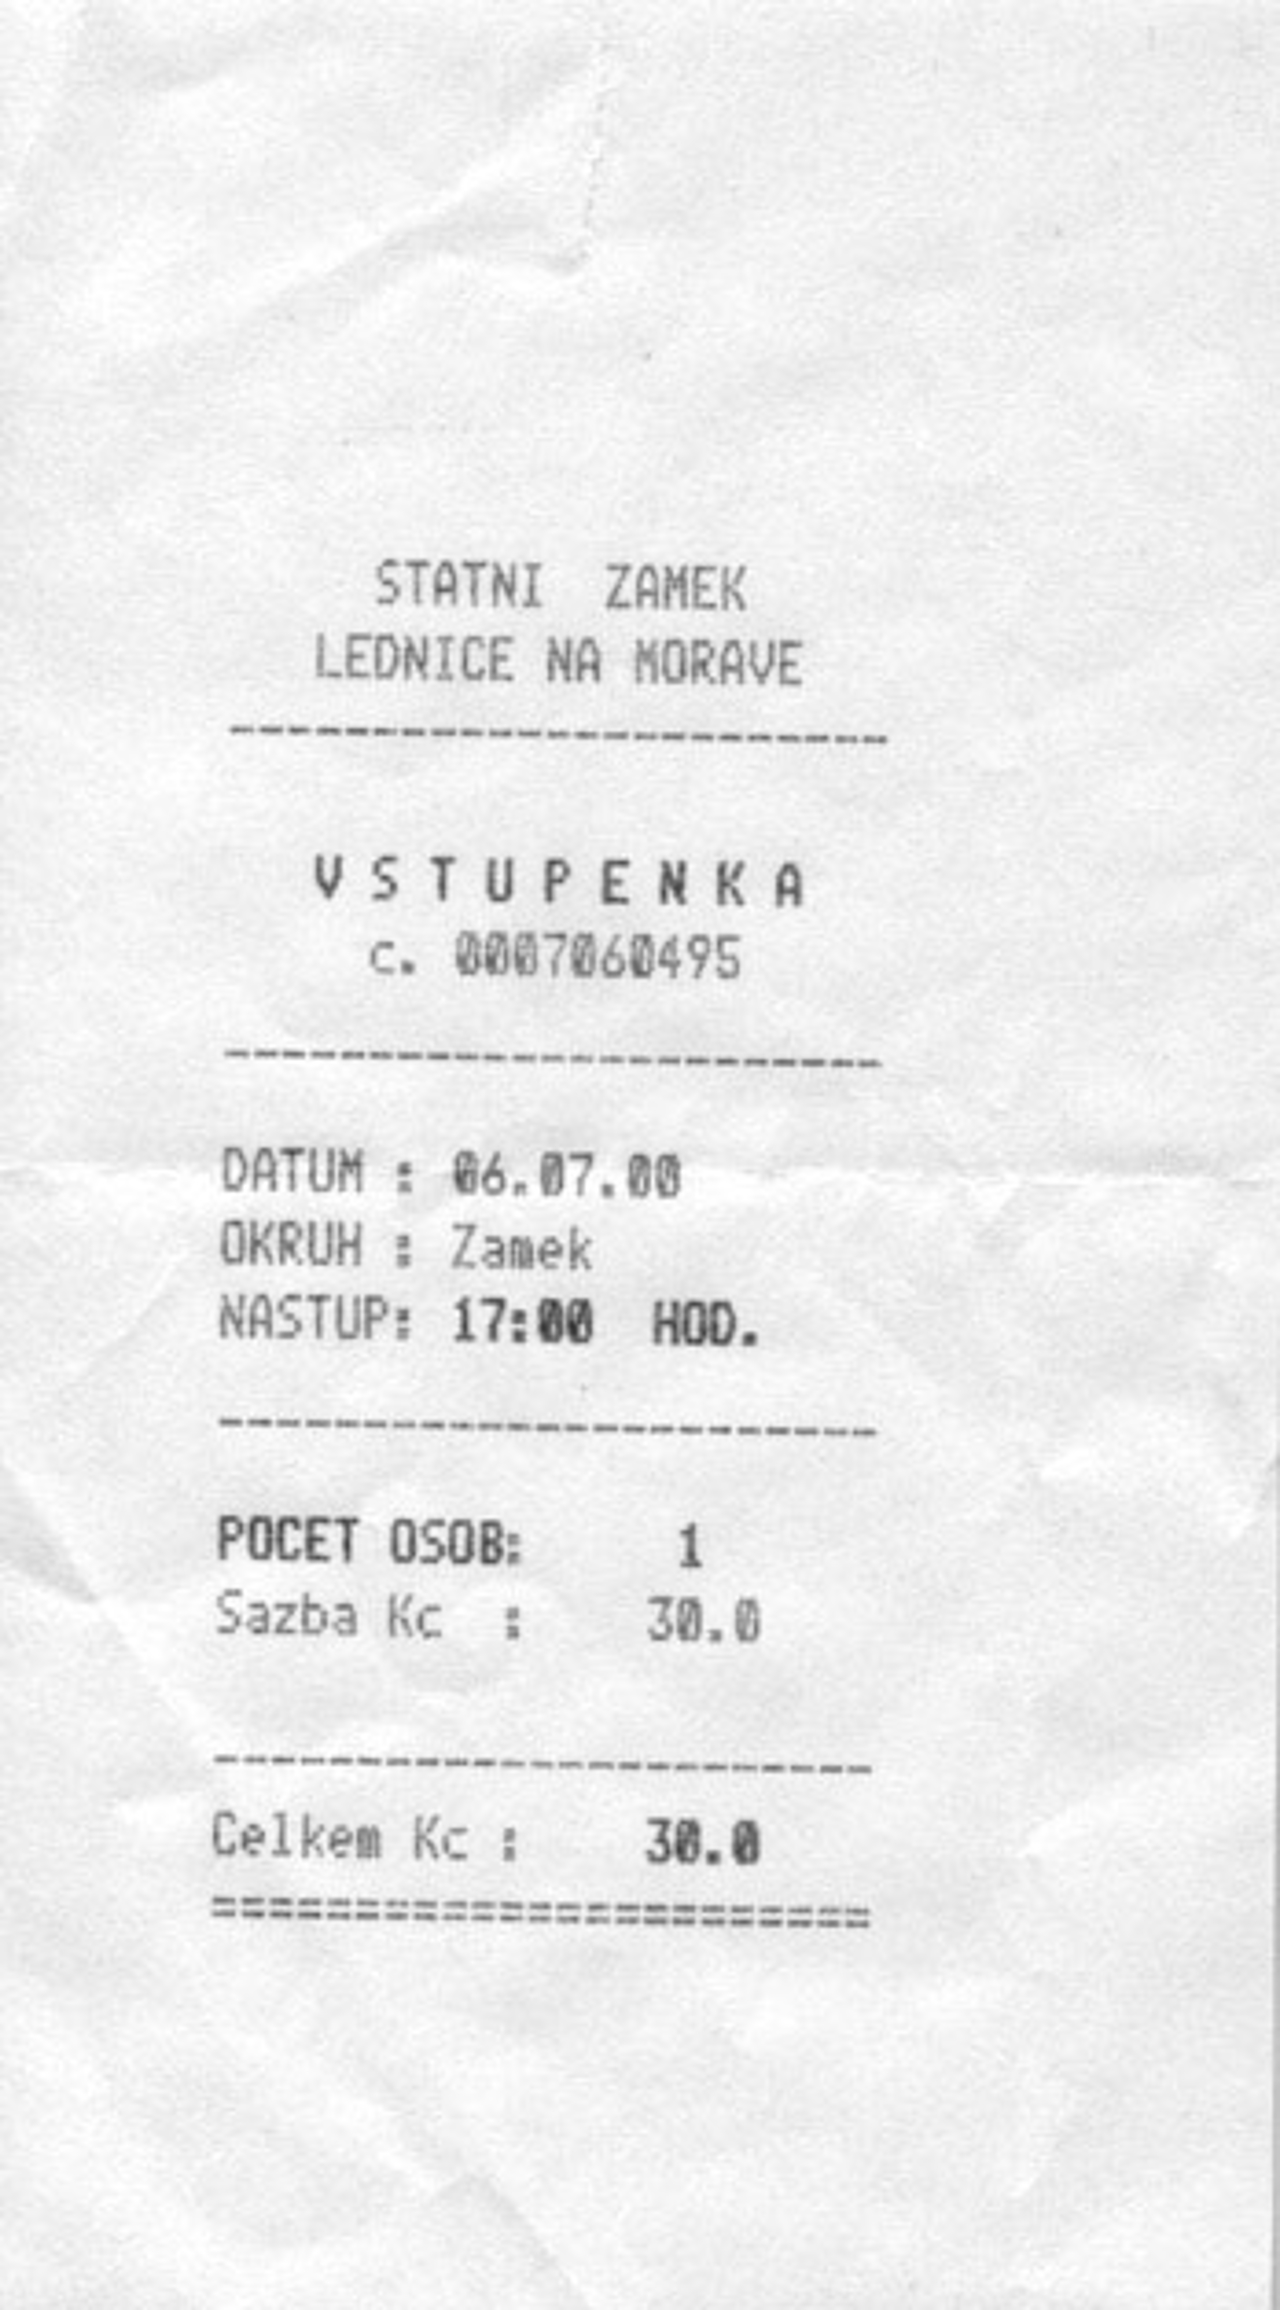 STATNI ZAMEK
LEDNICE NA MORAVE
-----------------------
V S T U P E N K A
c. 0007060495
-----------------------
DATUM : 06.07.00
OKRUH : Zamek
NASTUP: 17:00 HOD.
-----------------------
POCET OSOB: 1
Sazba Kc : 30.0
-----------------------
Celkem Kc : 30.0
=======================